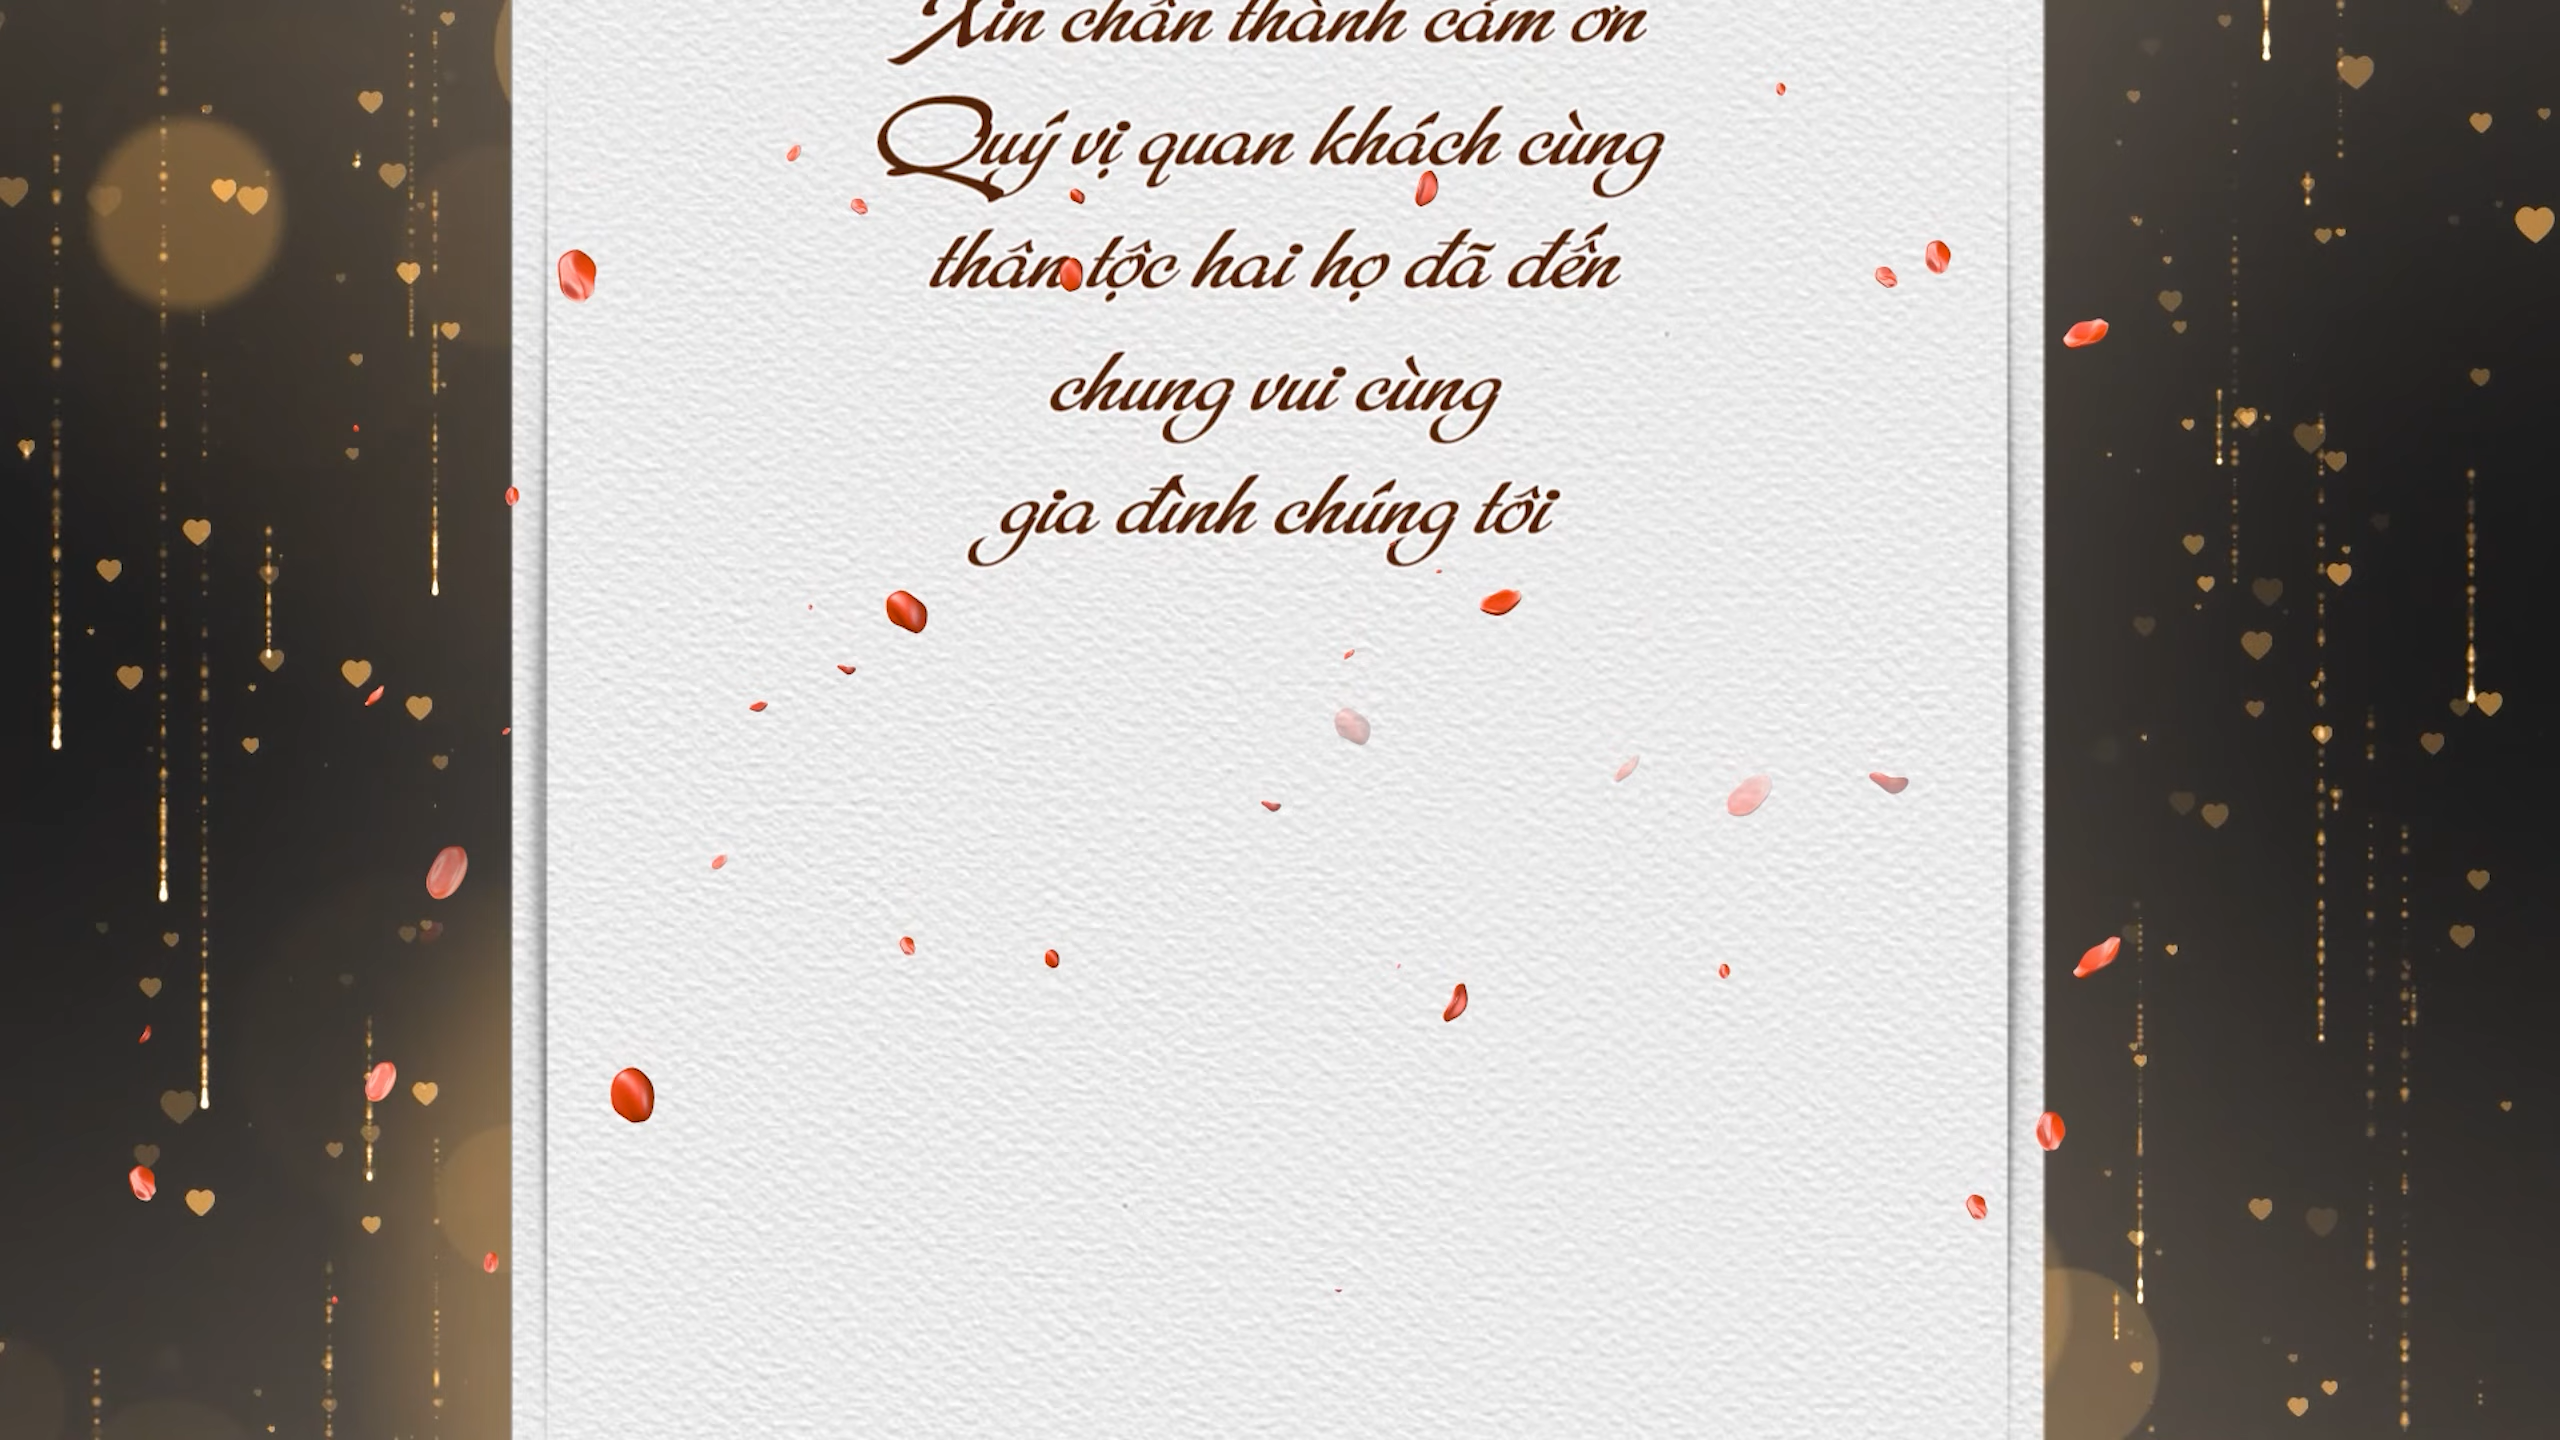 Xin chân thành cảm ơn
Quý vị quan khách cùng
thân tộc hai họ đã đến
chung vui cùng
gia đình chúng tôi